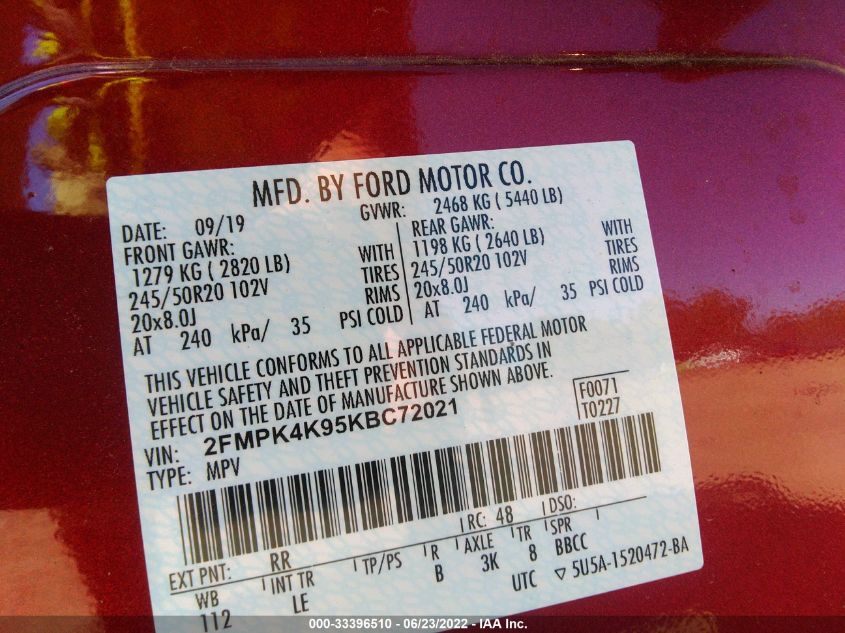 MFD. BY FORD MOTOR CO.
DATE: 09/19 GVWR: 2468 KG ( 5440 LB)
FRONT GAWR: REAR GAWR:
1279 KG ( 2820 LB) WITH 1198 KG ( 2640 LB) WITH
245/50R20 102V TIRES 245/50R20 102V TIRES
20x8.0J RIMS 20x8.0J RIMS
AT 240 kPa/ 35 PSI COLD AT 240 kPa/ 35 PSI COLD
THIS VEHICLE CONFORMS TO ALL APPLICABLE FEDERAL MOTOR
VEHICLE SAFETY AND THEFT PREVENTION STANDARDS IN
EFFECT ON THE DATE OF MANUFACTURE SHOWN ABOVE.
F0071
T0227
VIN: 2FMPK4K95KBC72021
TYPE: MPV
EXT PNT: RR RC: 48 DSO:
WB INT TR TP/PS R AXLE TR SPR
112 LE B 3K 8 BBCC
UTC ▽ 5U5A-1520472-BA
000-33396510 - 06/23/2022 - IAA Inc.